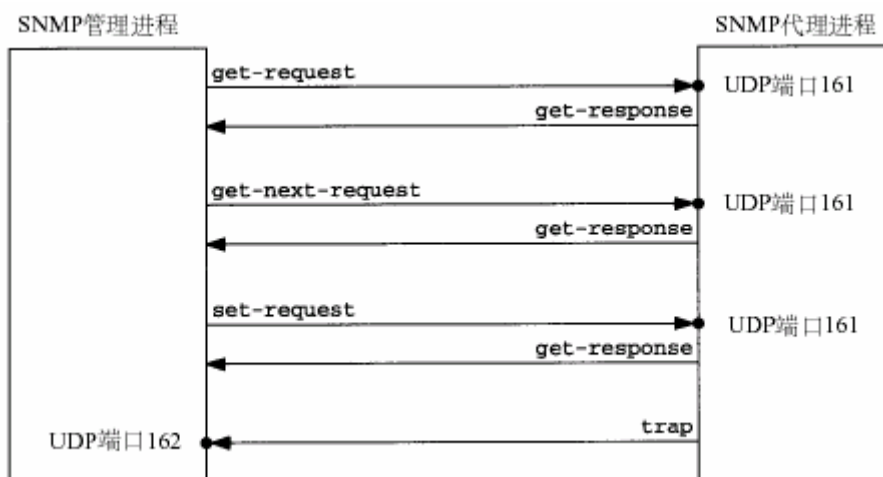 SNMP管理进程
SNMP代理进程
get-request
UDP端口161
get-response
get-next-request
UDP端口161
get-response
set-request
UDP端口161
get-response
trap
UDP端口162